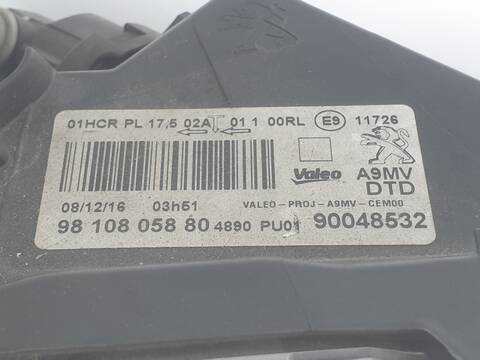 01HCR PL 17,5 02A 01 1 00RL E9 11726
Valeo A9MV
DTD
08/12/16 03h51 VALEO-PROJ-A9MV-CEM00
98 108 058 80 4890 PU01 90048532